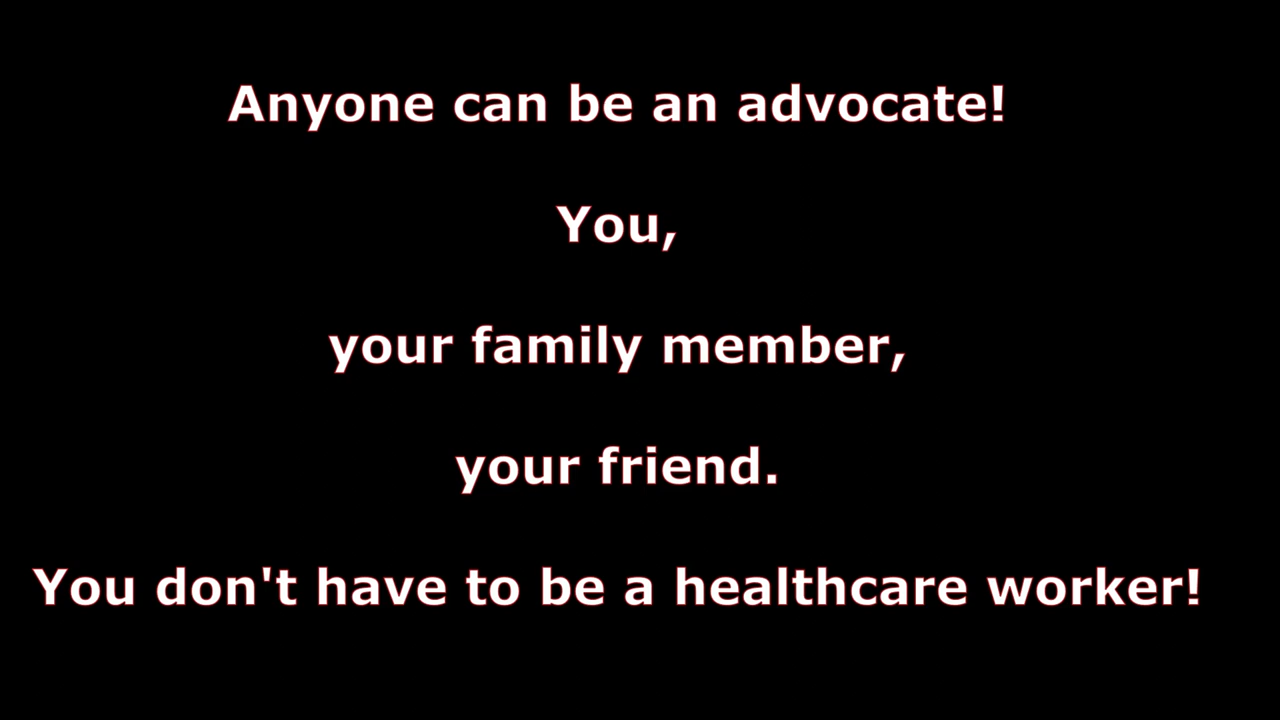 Anyone can be an advocate!
You,
your family member,
your friend.
You don't have to be a healthcare worker!